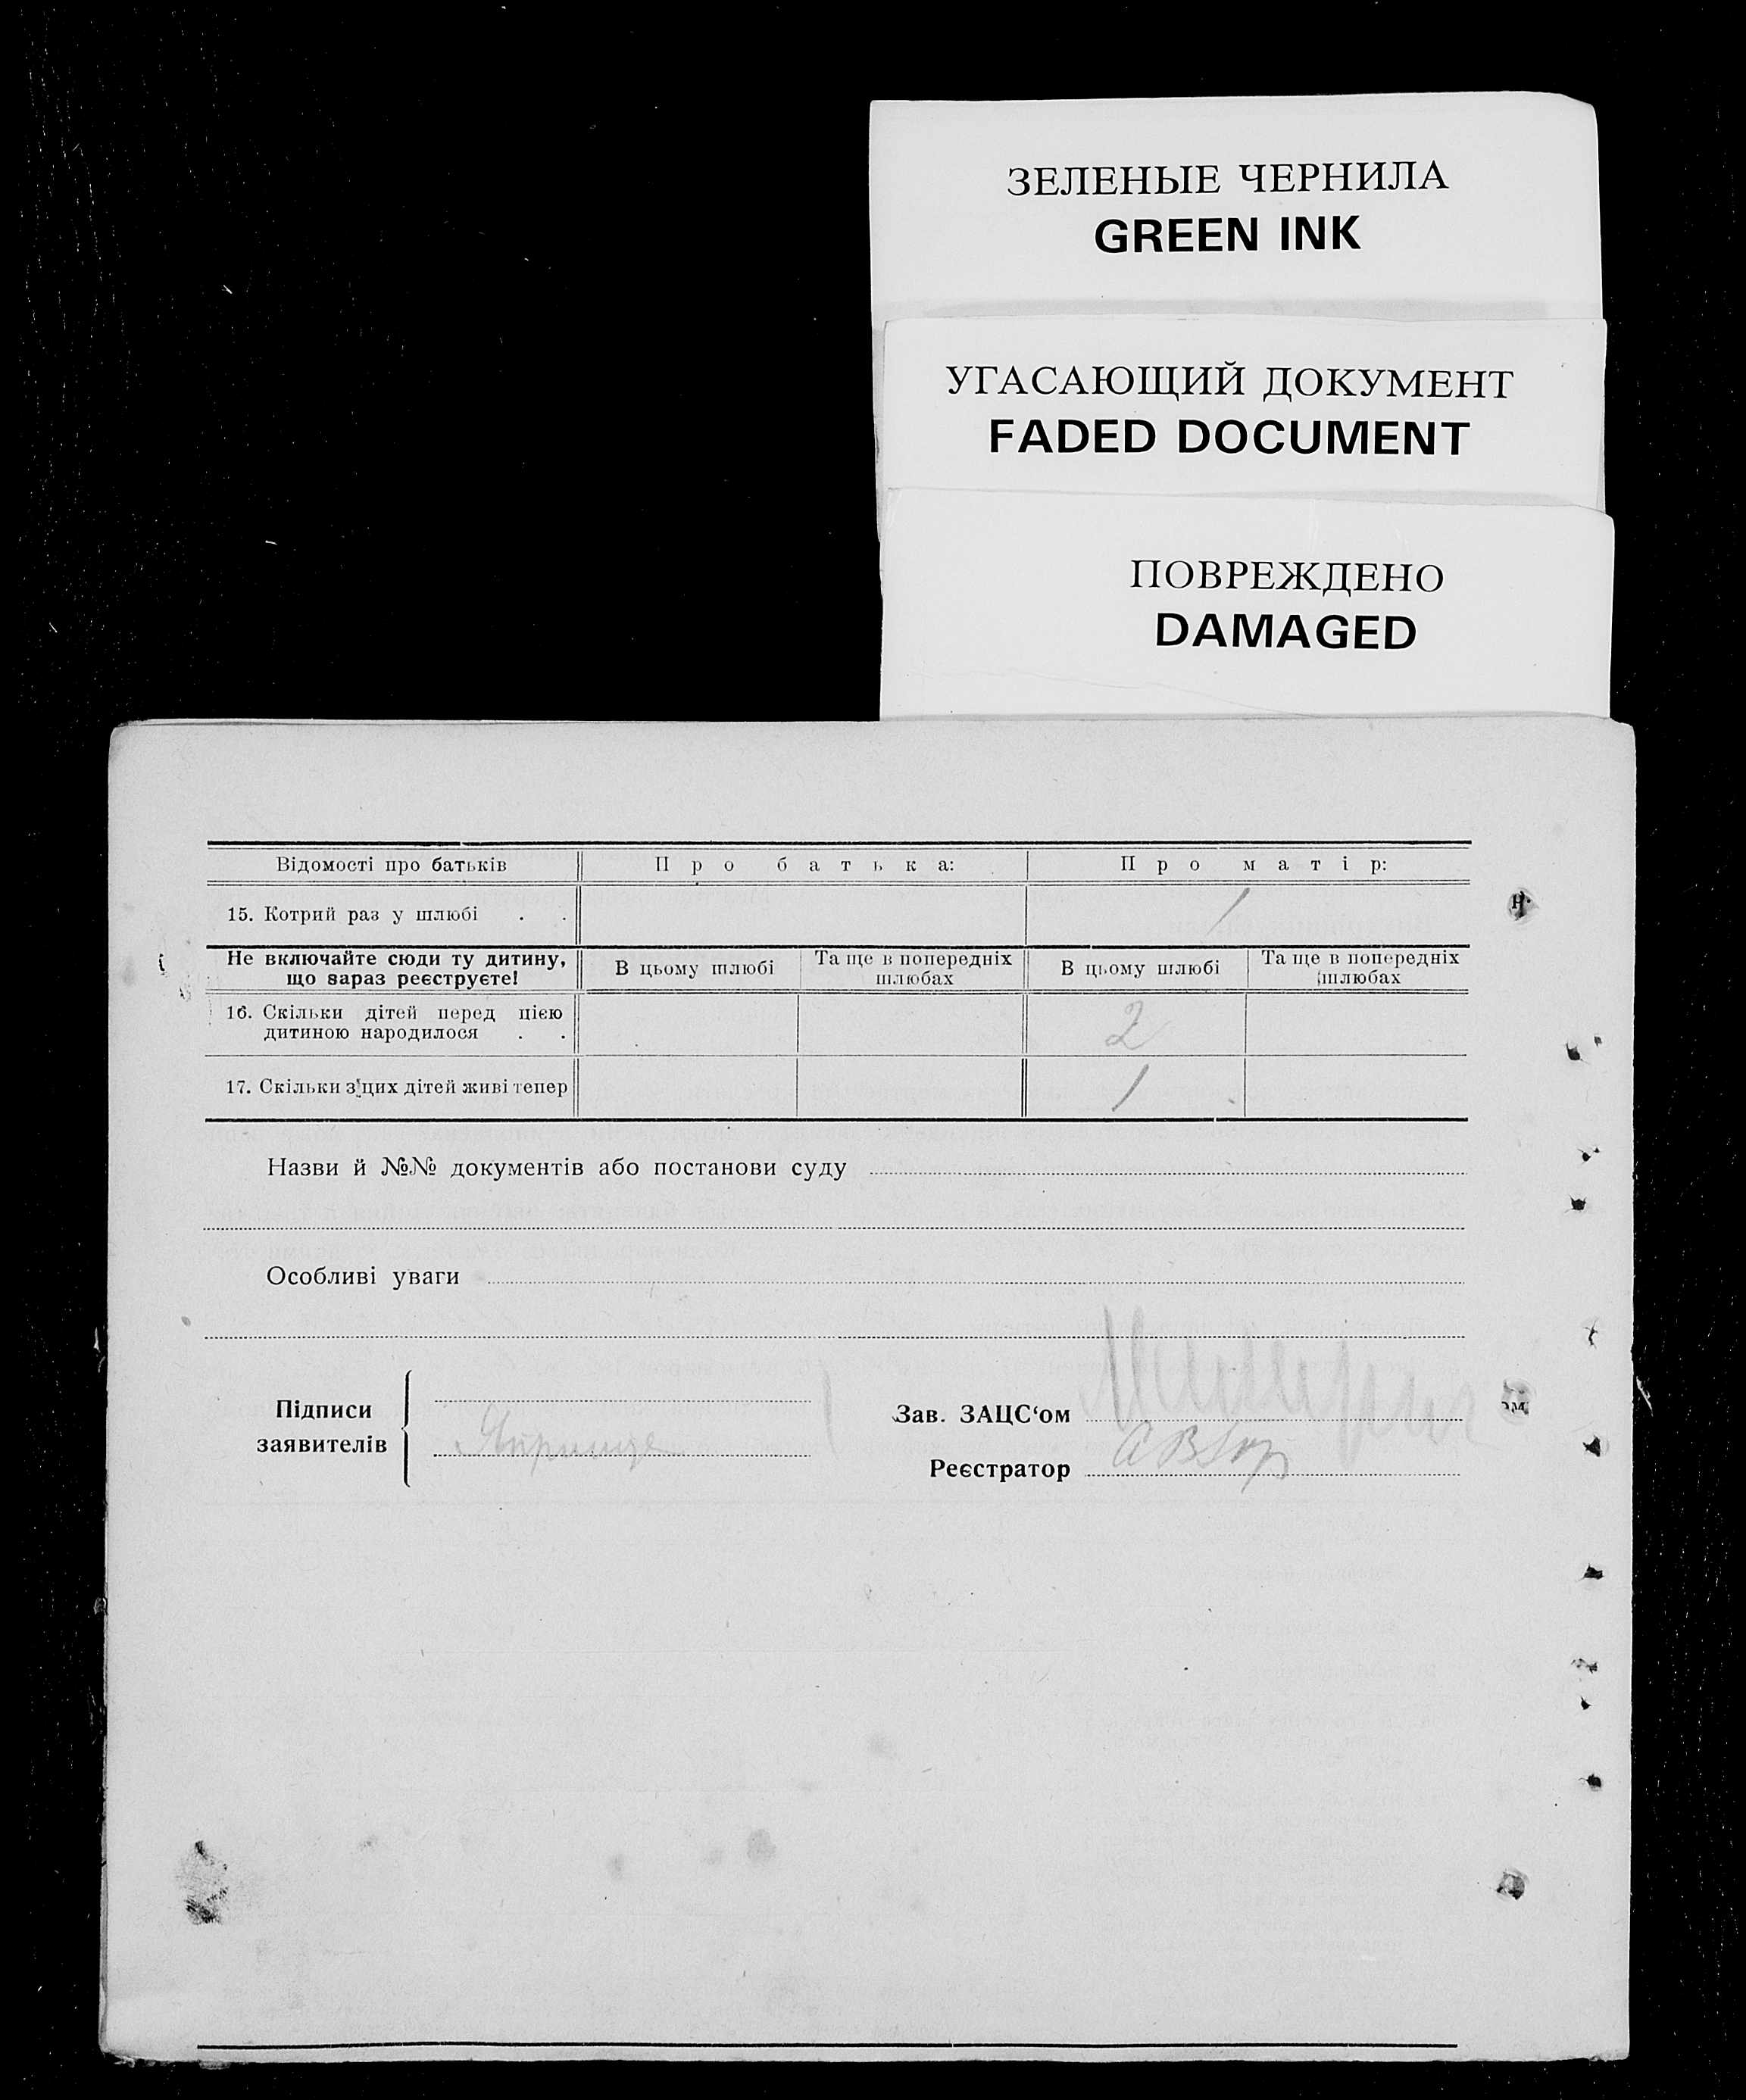 ЗЕЛЕНЫЕ ЧЕРНИЛА
GREEN INK
УГАСАЮЩИЙ ДОКУМЕНТ
FADED DOCUMENT
ПОВРЕЖДЕНО
DAMAGED
Відомості про батьків Про батька: Про матір:
15. Котрий раз у шлюбі . . 1
Не включайте сюди ту дитину, що зараз реєструєте! В цьому шлюбі Та ще в попередніх шлюбах В цьому шлюбі Та ще в попередніх шлюбах
16. Скільки дітей перед цією
дитиною народилося . . 2
17. Скільки з цих дітей живі тепер 1
Назви й №№ документів або постанови суду
Особливі уваги
Підписи
заявителів
Зав. ЗАЦС‘ом
Реєстратор